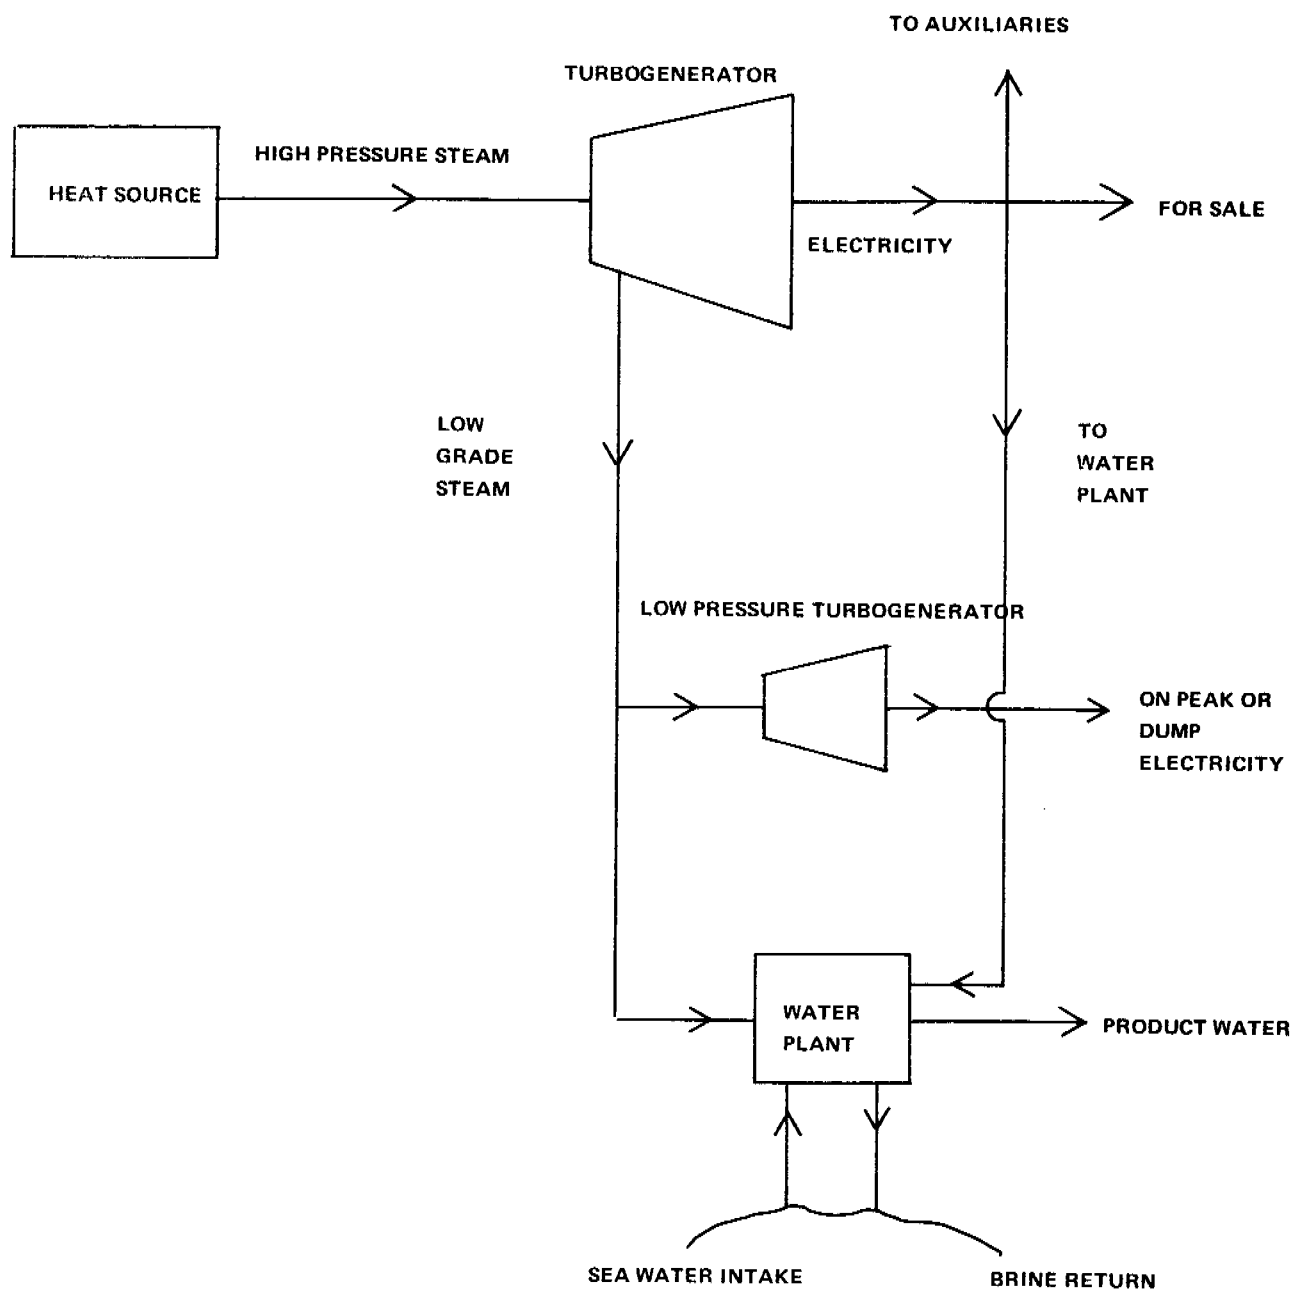 TO AUXILIARIES
TURBOGENERATOR
HIGH PRESSURE STEAM
HEAT SOURCE
FOR SALE
ELECTRICITY
LOW
GRADE
STEAM
TO
WATER
PLANT
LOW PRESSURE TURBOGENERATOR
ON PEAK OR
DUMP
ELECTRICITY
WATER
PLANT
PRODUCT WATER
SEA WATER INTAKE
BRINE RETURN